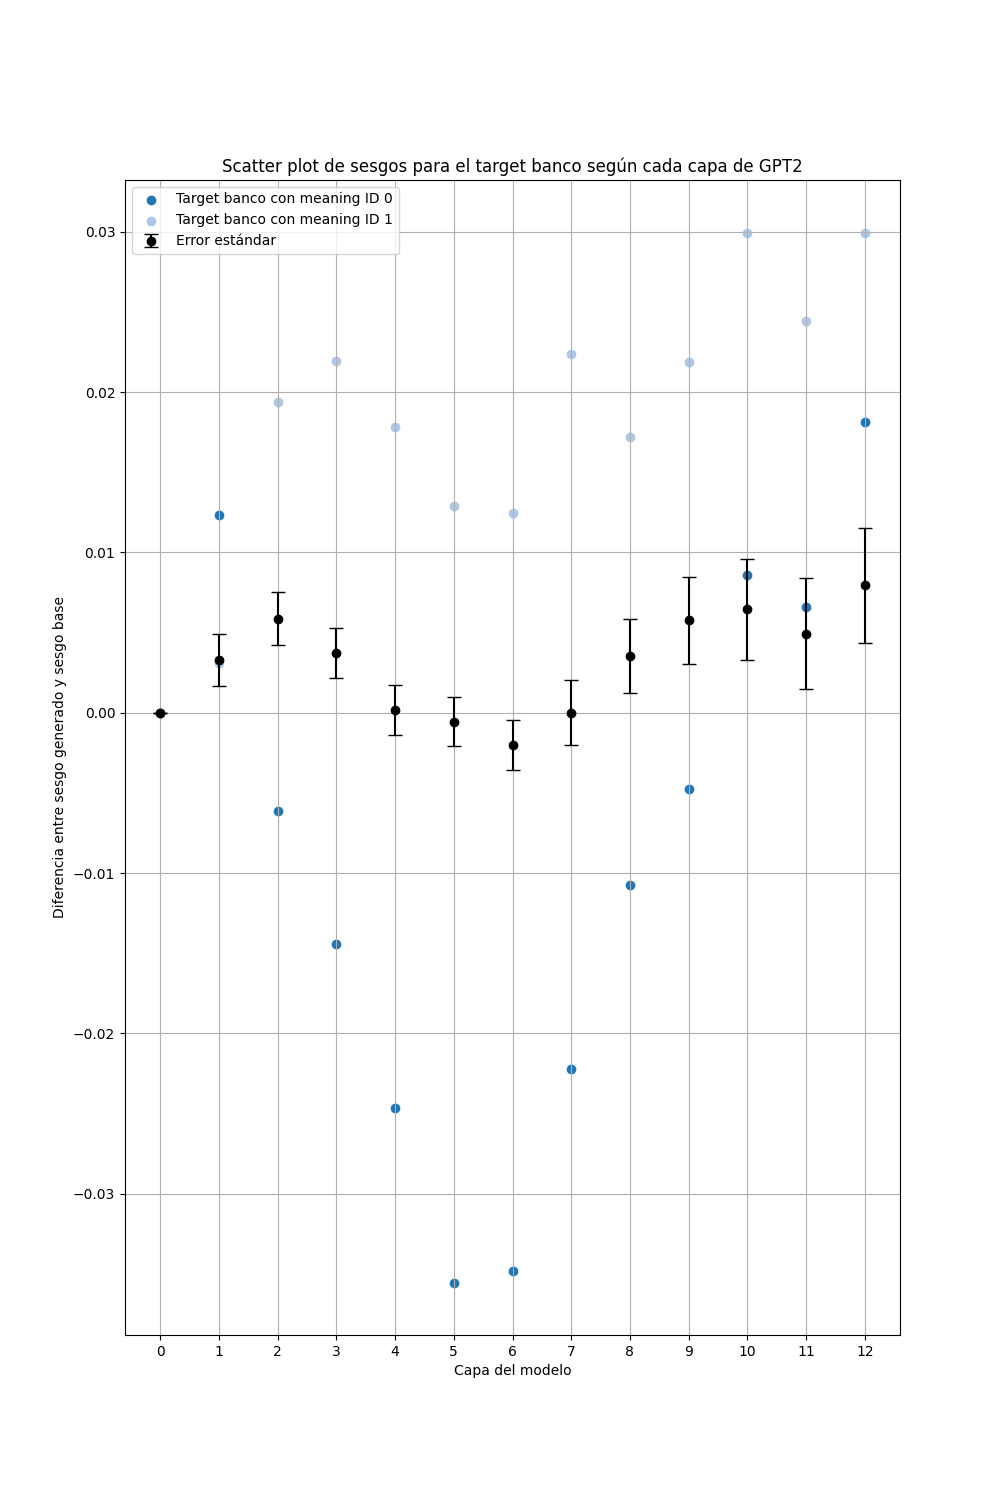 Scatter plot de sesgos para el target banco según cada capa de GPT2
Target banco con meaning ID 0
Target banco con meaning ID 1
Error estándar
0.03
0.02
0.01
0.00
−0.01
−0.02
−0.03
Diferencia entre sesgo generado y sesgo base
0 1 2 3 4 5 6 7 8 9 10 11 12
Capa del modelo